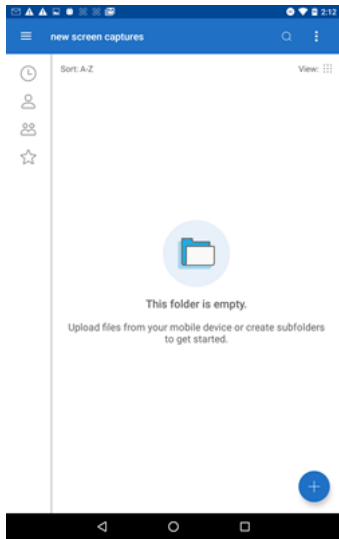 2:12
new screen captures
Sort: A-Z
View:
This folder is empty.
Upload files from your mobile device or create subfolders
to get started.